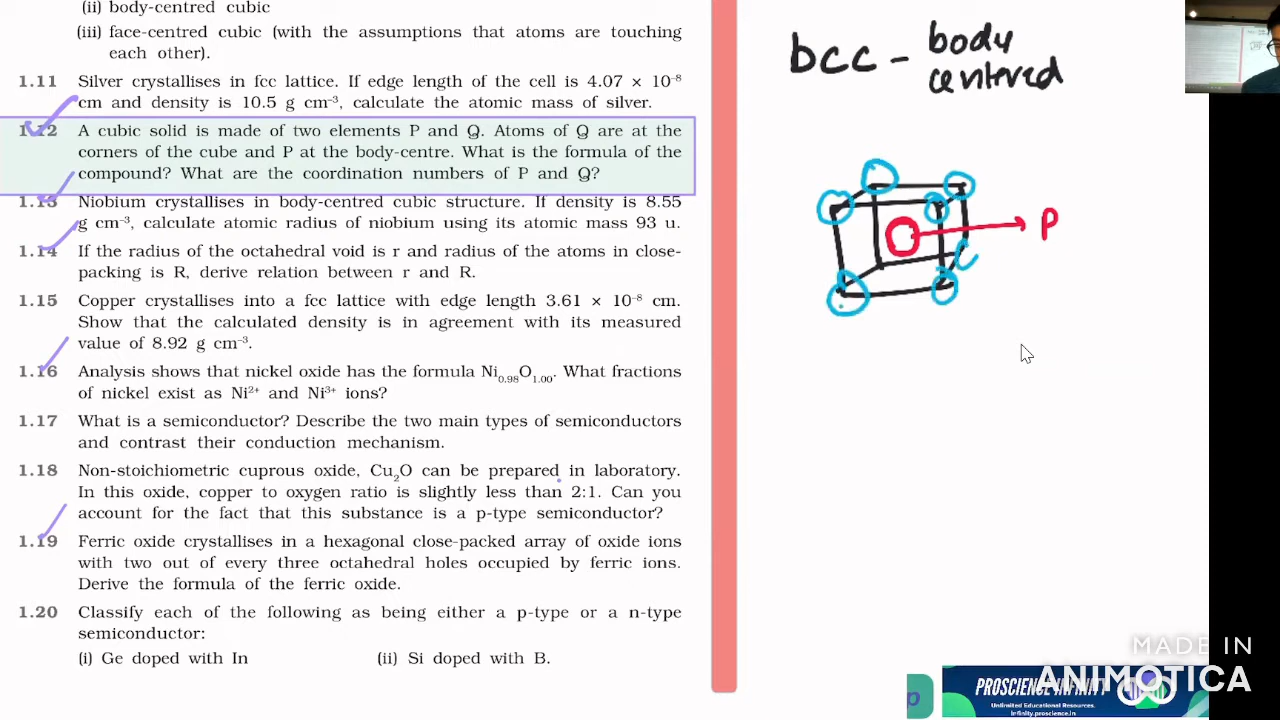 (ii) body-centred cubic
(iii) face-centred cubic (with the assumptions that atoms are touching
each other).
1.11 Silver crystallises in fcc lattice. If edge length of the cell is 4.07 × 10⁻⁸
cm and density is 10.5 g cm⁻³, calculate the atomic mass of silver.
1.12 A cubic solid is made of two elements P and Q. Atoms of Q are at the
corners of the cube and P at the body-centre. What is the formula of the
compound? What are the coordination numbers of P and Q?
1.13 Niobium crystallises in body-centred cubic structure. If density is 8.55
g cm⁻³, calculate atomic radius of niobium using its atomic mass 93 u.
1.14 If the radius of the octahedral void is r and radius of the atoms in close-
packing is R, derive relation between r and R.
1.15 Copper crystallises into a fcc lattice with edge length 3.61 × 10⁻⁸ cm.
Show that the calculated density is in agreement with its measured
value of 8.92 g cm⁻³.
1.16 Analysis shows that nickel oxide has the formula Ni₀.₉₈O₁.₀₀. What fractions
of nickel exist as Ni²⁺ and Ni³⁺ ions?
1.17 What is a semiconductor? Describe the two main types of semiconductors
and contrast their conduction mechanism.
1.18 Non-stoichiometric cuprous oxide, Cu₂O can be prepared in laboratory.
In this oxide, copper to oxygen ratio is slightly less than 2:1. Can you
account for the fact that this substance is a p-type semiconductor?
1.19 Ferric oxide crystallises in a hexagonal close-packed array of oxide ions
with two out of every three octahedral holes occupied by ferric ions.
Derive the formula of the ferric oxide.
1.20 Classify each of the following as being either a p-type or a n-type
semiconductor:
(i) Ge doped with In (ii) Si doped with B.
bcc - body
centered
P
MADE IN
ANIMOTICA
p
PROSCIENCE INFINITY
Unlimited Educational Resources.
infinity.proscience.in